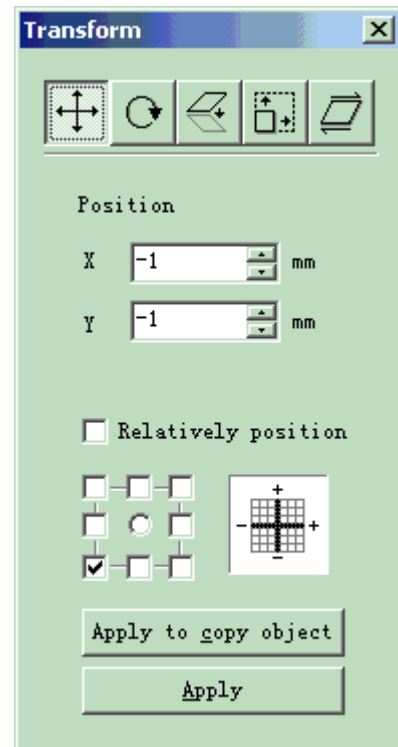 Transform
Position
X -1 mm
Y -1 mm
Relatively position
+
- +
-
Apply to copy object
Apply